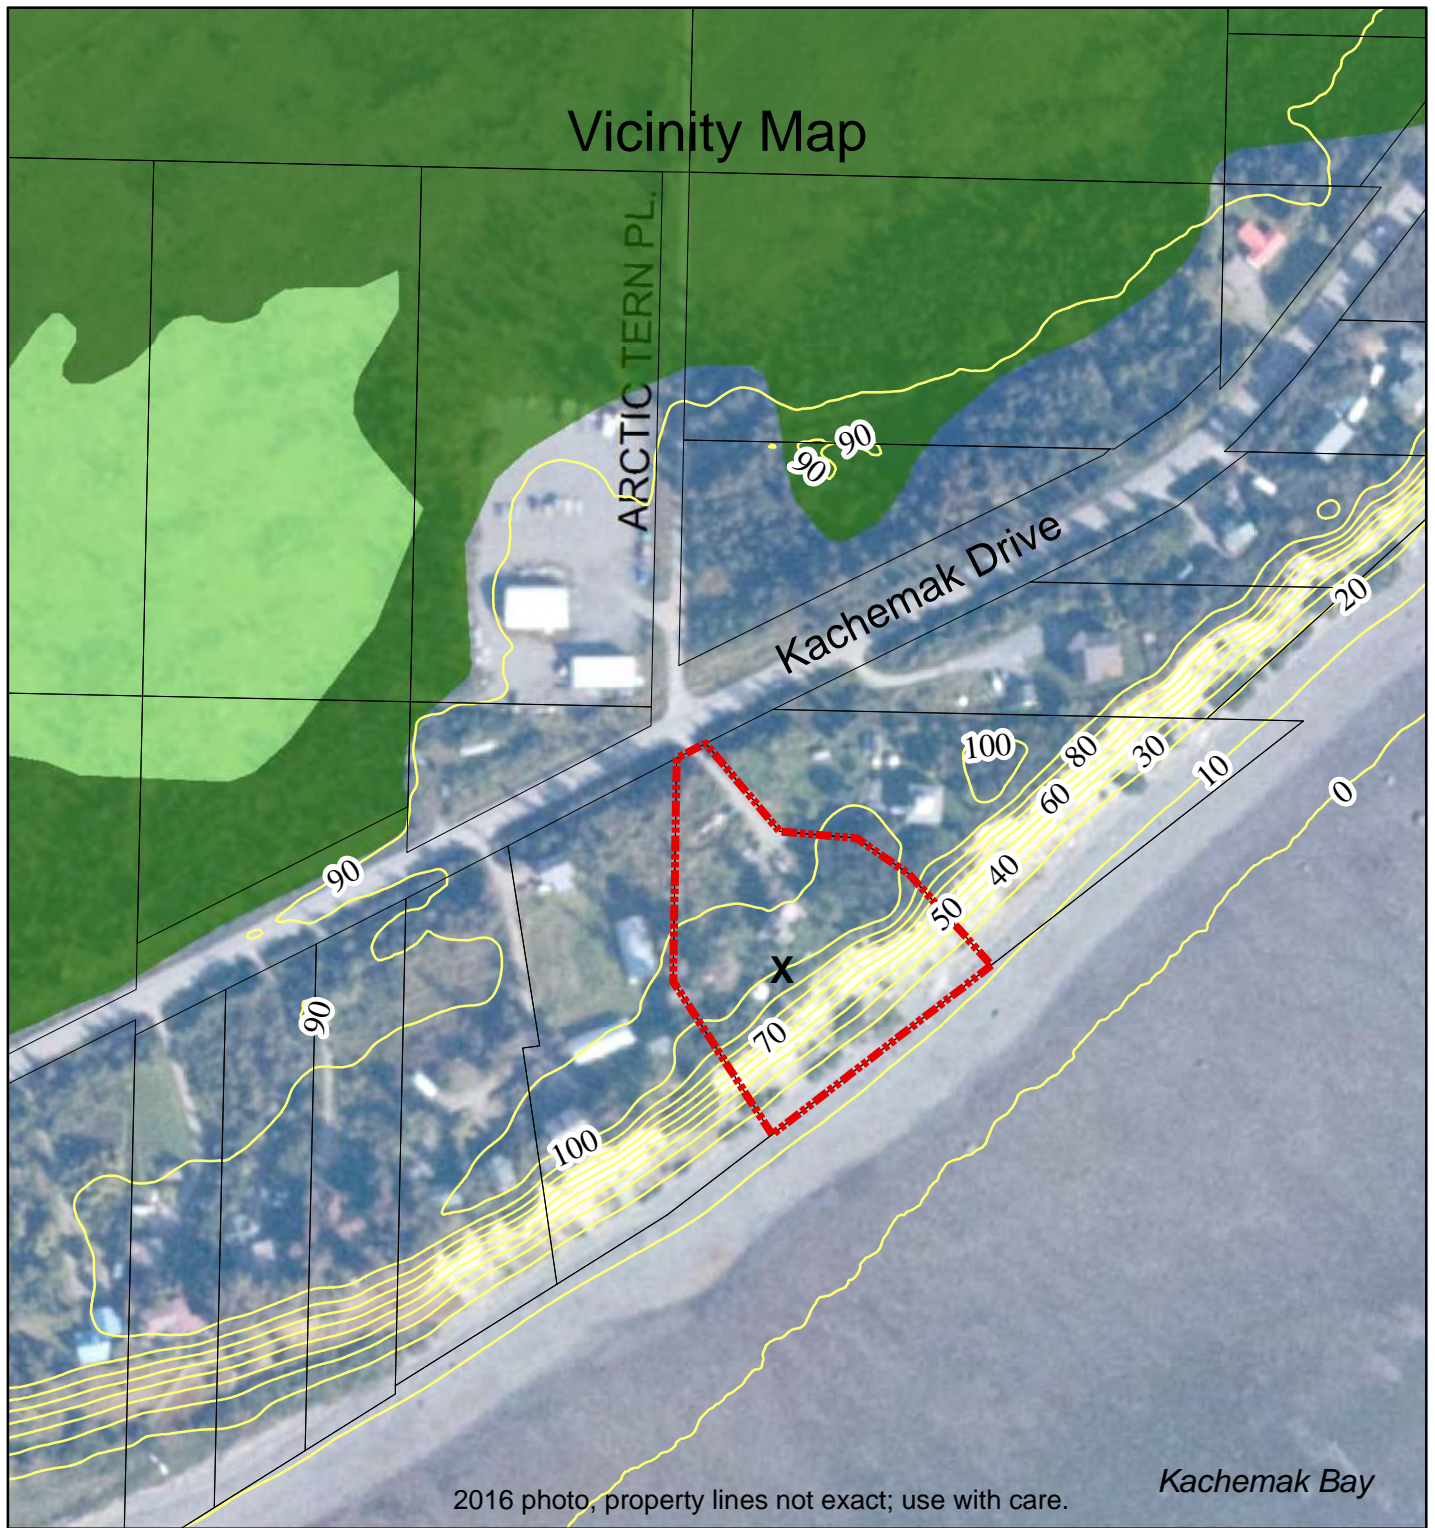 Vicinity Map
ARCTIC TERN PL.
90
90
Kachemak Drive
20
100
80
30
10
60
0
40
90
50
X
90
70
100
Kachemak Bay
2016 photo, property lines not exact; use with care.